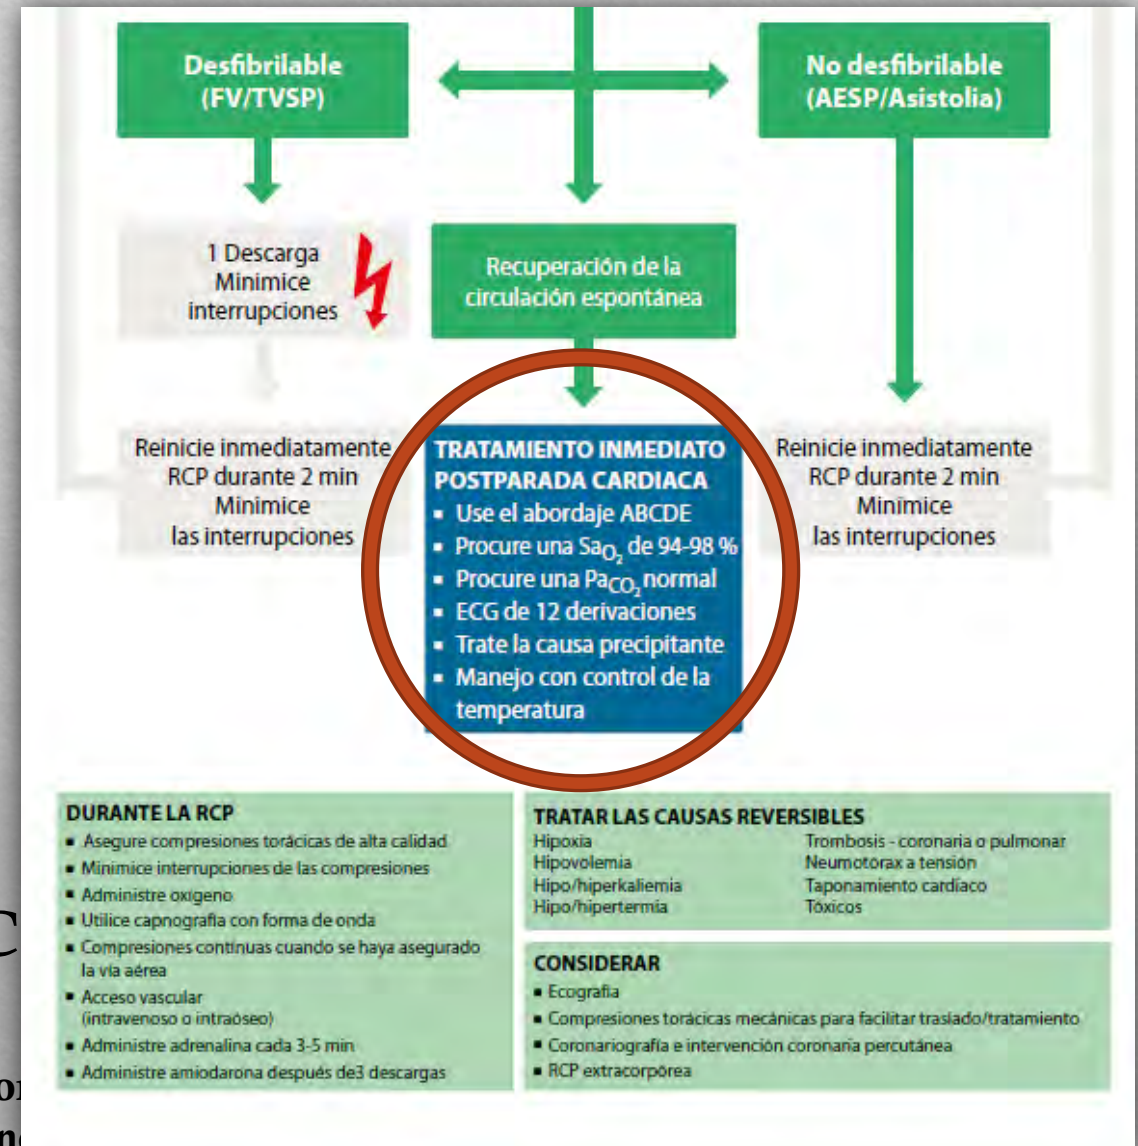 Desfibrilable
(FV/TVSP)
No desfibrilable
(AESP/Asistolia)
1 Descarga
Minimice
interrupciones
Recuperación de la
circulación espontánea
Reinicie inmediatamente
RCP durante 2 min
Minimice
las interrupciones
TRATAMIENTO INMEDIATO
POSTPARADA CARDIACA
▪ Use el abordaje ABCDE
▪ Procure una SaO2 de 94-98 %
▪ Procure una PaCO2 normal
▪ ECG de 12 derivaciones
▪ Trate la causa precipitante
▪ Manejo con control de la
temperatura
Reinicie inmediatamente
RCP durante 2 min
Minimice
las interrupciones
DURANTE LA RCP
▪ Asegure compresiones torácicas de alta calidad
▪ Minimice interrupciones de las compresiones
▪ Administre oxígeno
▪ Utilice capnografía con forma de onda
▪ Compresiones continuas cuando se haya asegurado
la vía aérea
▪ Acceso vascular
(intravenoso o intraóseo)
▪ Administre adrenalina cada 3-5 min
▪ Administre amiodarona después de3 descargas
TRATAR LAS CAUSAS REVERSIBLES
Hipoxia
Hipovolemia
Hipo/hiperkaliemia
Hipo/hipertermia
Trombosis - coronaria o pulmonar
Neumotórax a tensión
Taponamiento cardíaco
Tóxicos
CONSIDERAR
▪ Ecografía
▪ Compresiones torácicas mecánicas para facilitar traslado/tratamiento
▪ Coronariografía e intervención coronaria percutánea
▪ RCP extracorpórea